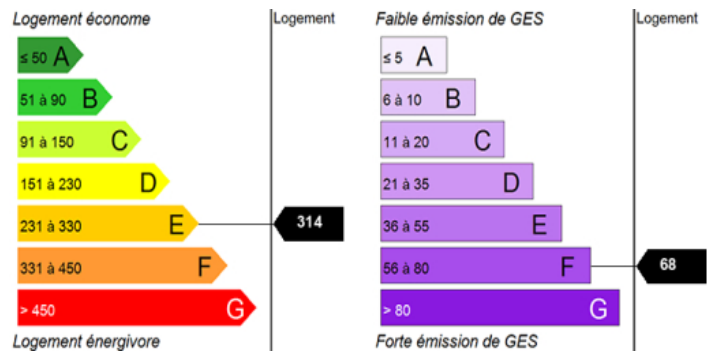 Logement économe
Logement
≤ 50 A
51 à 90 B
91 à 150 C
151 à 230 D
231 à 330 E
314
331 à 450 F
> 450 G
Logement énergivore
Faible émission de GES
Logement
≤ 5 A
6 à 10 B
11 à 20 C
21 à 35 D
36 à 55 E
56 à 80 F
68
> 80 G
Forte émission de GES